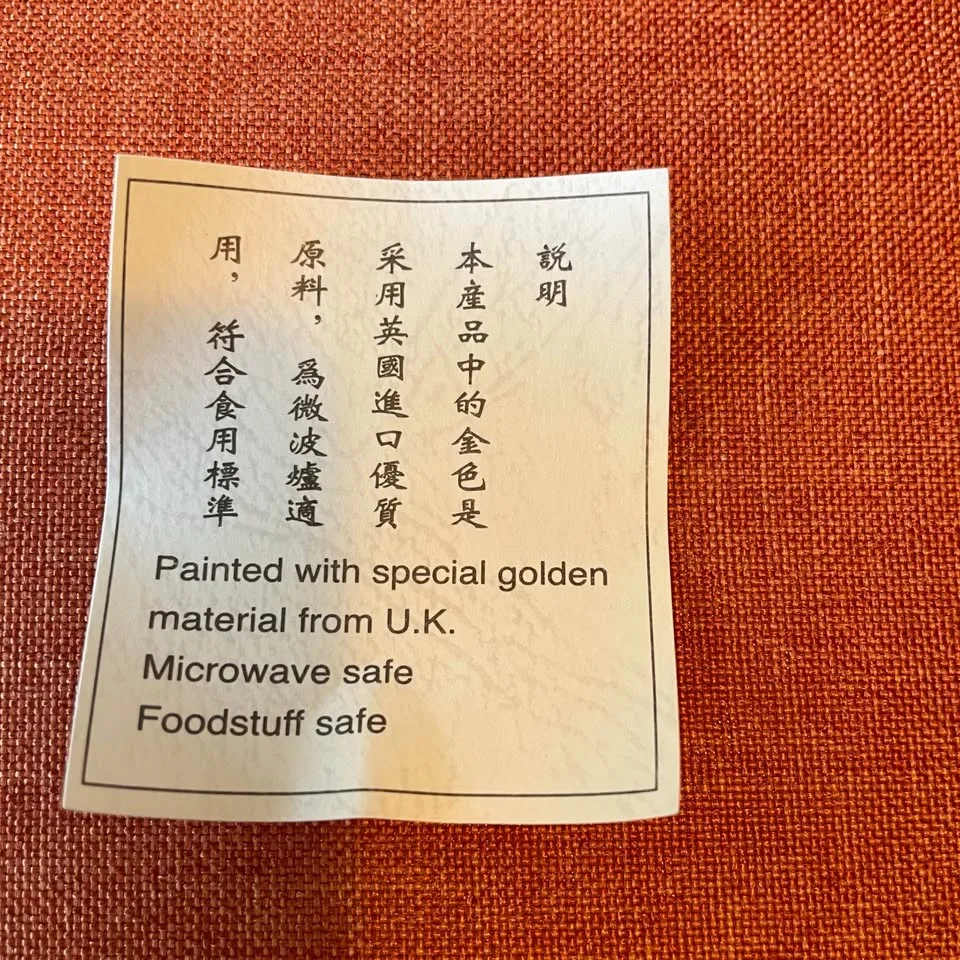 説明
本產品中的金色是
采用英國進口優質
原料，爲微波爐適
用，符合食用標準
Painted with special golden
material from U.K.
Microwave safe
Foodstuff safe